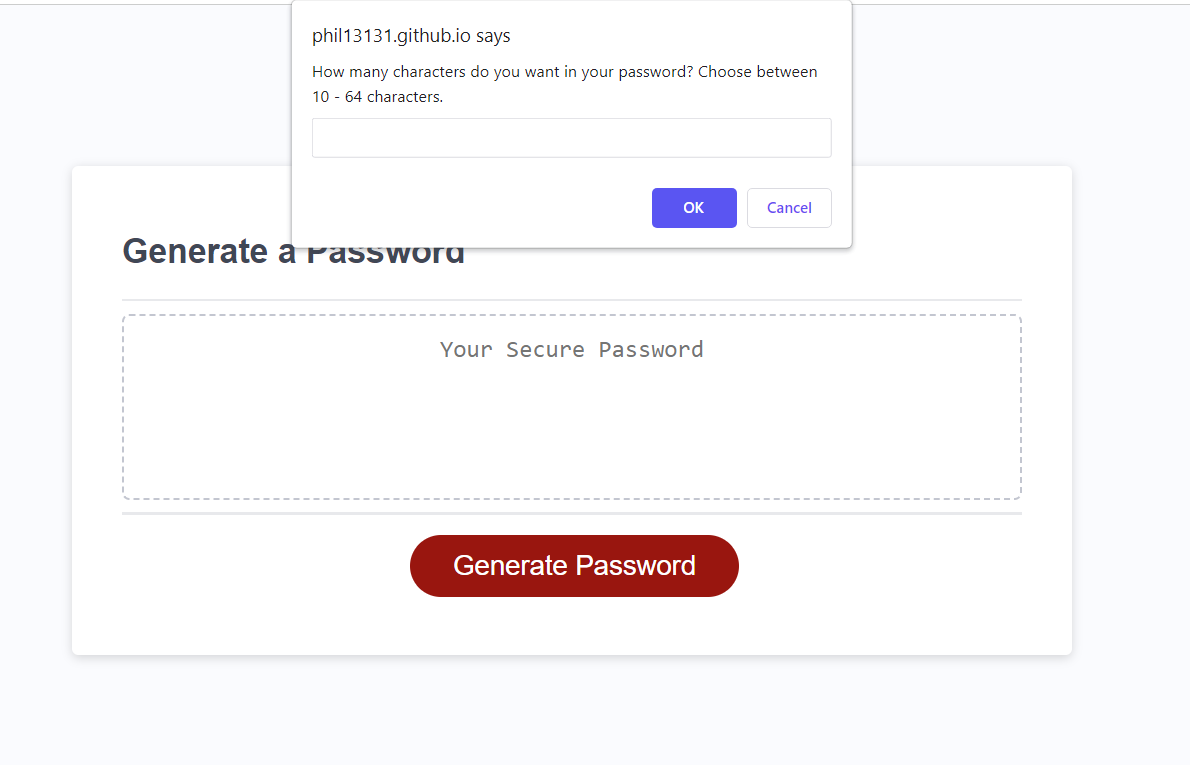 phil13131.github.io says
How many characters do you want in your password? Choose between
10 - 64 characters.
OK
Cancel
Generate a Password
Your Secure Password
Generate Password